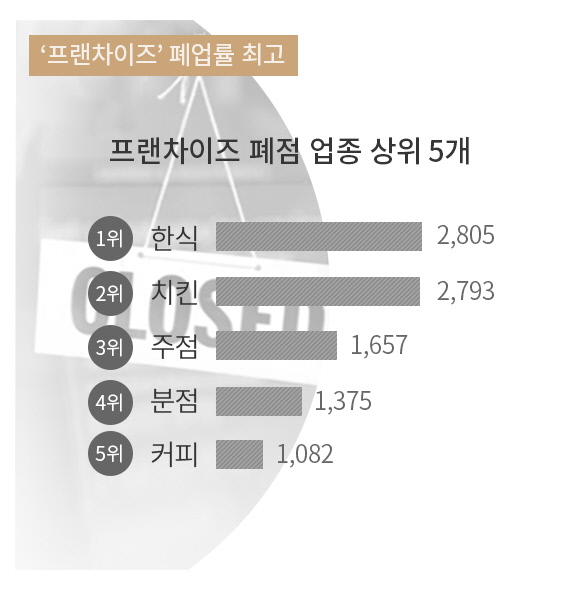 ‘프랜차이즈’ 폐업률 최고
프랜차이즈 폐점 업종 상위 5개
1위 한식 2,805
2위 치킨 2,793
3위 주점 1,657
4위 분점 1,375
5위 커피 1,082
CLOSED